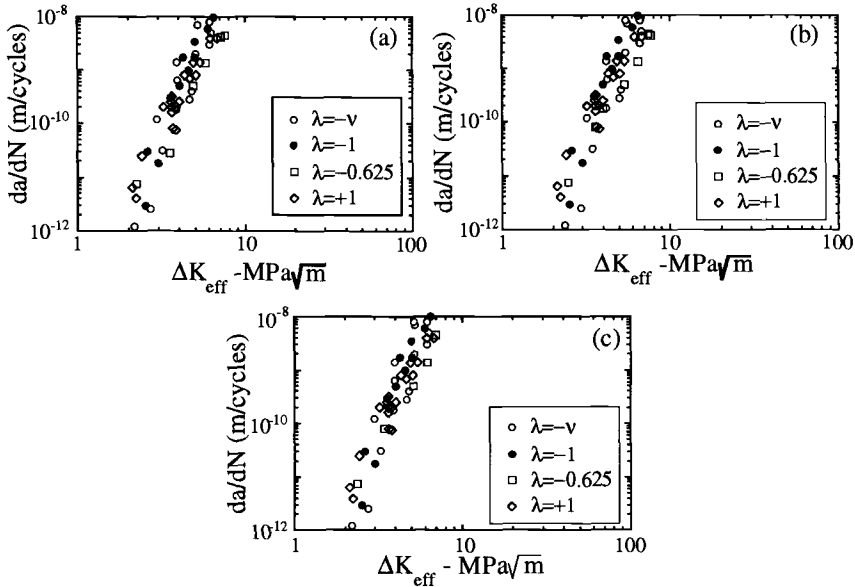 (a)
da/dN (m/cycles)
10⁻⁸
10⁻¹⁰
10⁻¹²
λ=−ν
λ=−1
λ=−0.625
λ=+1
1 10 100
ΔK_eff -MPa√m
(b)
da/dN (m/cycles)
10⁻⁸
10⁻¹⁰
10⁻¹²
λ=−ν
λ=−1
λ=−0.625
λ=+1
1 10 100
ΔK_eff -MPa√m
(c)
da/dN (m/cycles)
10⁻⁸
10⁻¹⁰
10⁻¹²
λ=−ν
λ=−1
λ=−0.625
λ=+1
1 10 100
ΔK_eff - MPa√m